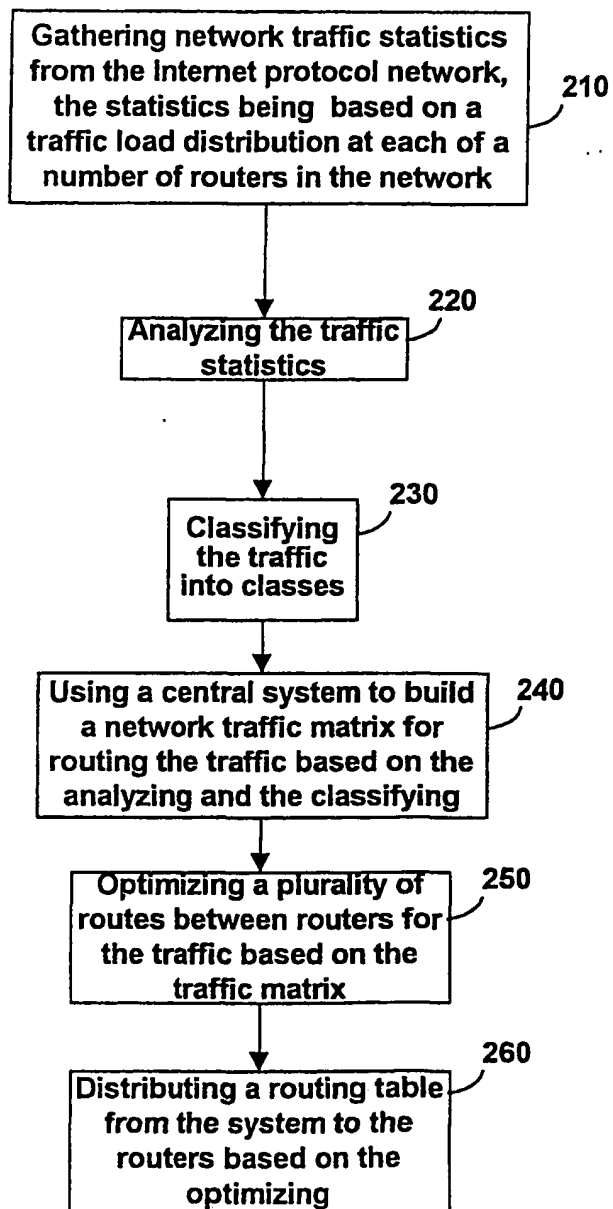 Gathering network traffic statistics
from the Internet protocol network,
the statistics being based on a
traffic load distribution at each of a
number of routers in the network
210
220
Analyzing the traffic
statistics
230
Classifying
the traffic
into classes
Using a central system to build
a network traffic matrix for
routing the traffic based on the
analyzing and the classifying
240
Optimizing a plurality of
routes between routers for
the traffic based on the
traffic matrix
250
260
Distributing a routing table
from the system to the
routers based on the
optimizing